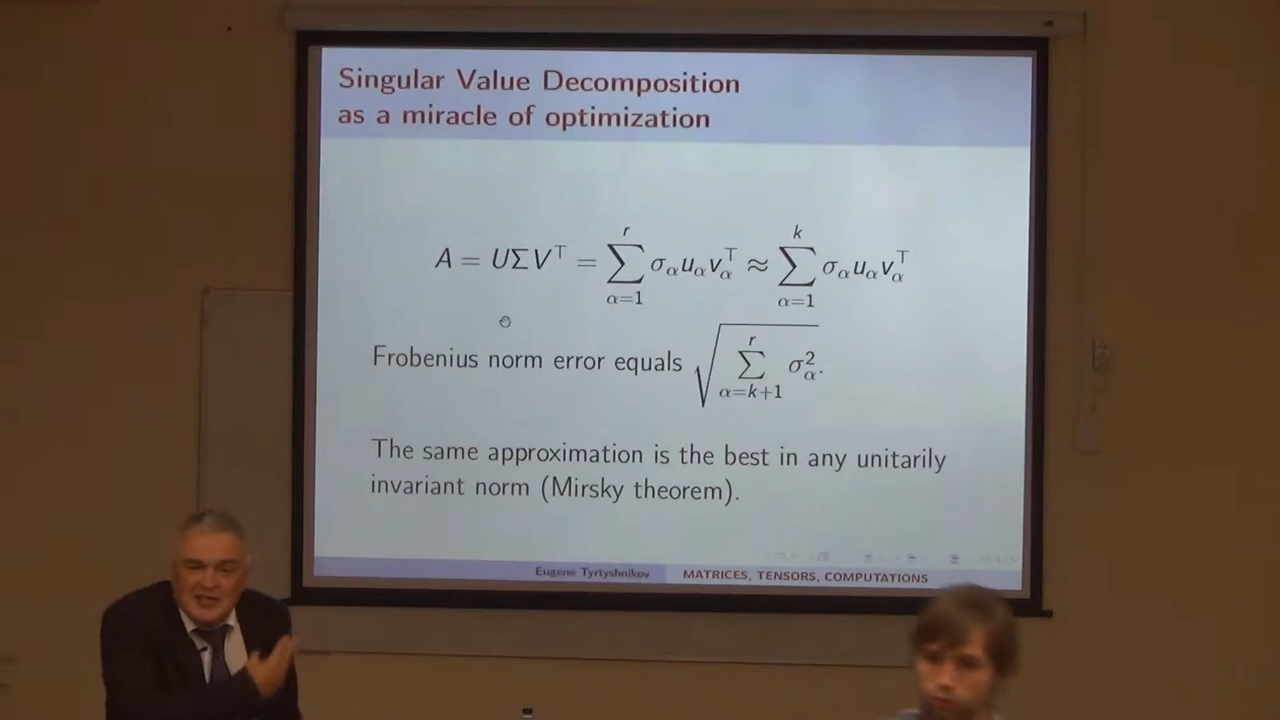 Singular Value Decomposition
as a miracle of optimization
A = UΣV⊤ = ∑_{α=1}^{r} σ_α u_α v_α^⊤ ≈ ∑_{α=1}^{k} σ_α u_α v_α^⊤
Frobenius norm error equals √(∑_{α=k+1}^{r} σ_α^2).
The same approximation is the best in any unitarily
invariant norm (Mirsky theorem).
Eugene Tyrtyshnikov MATRICES, TENSORS, COMPUTATIONS